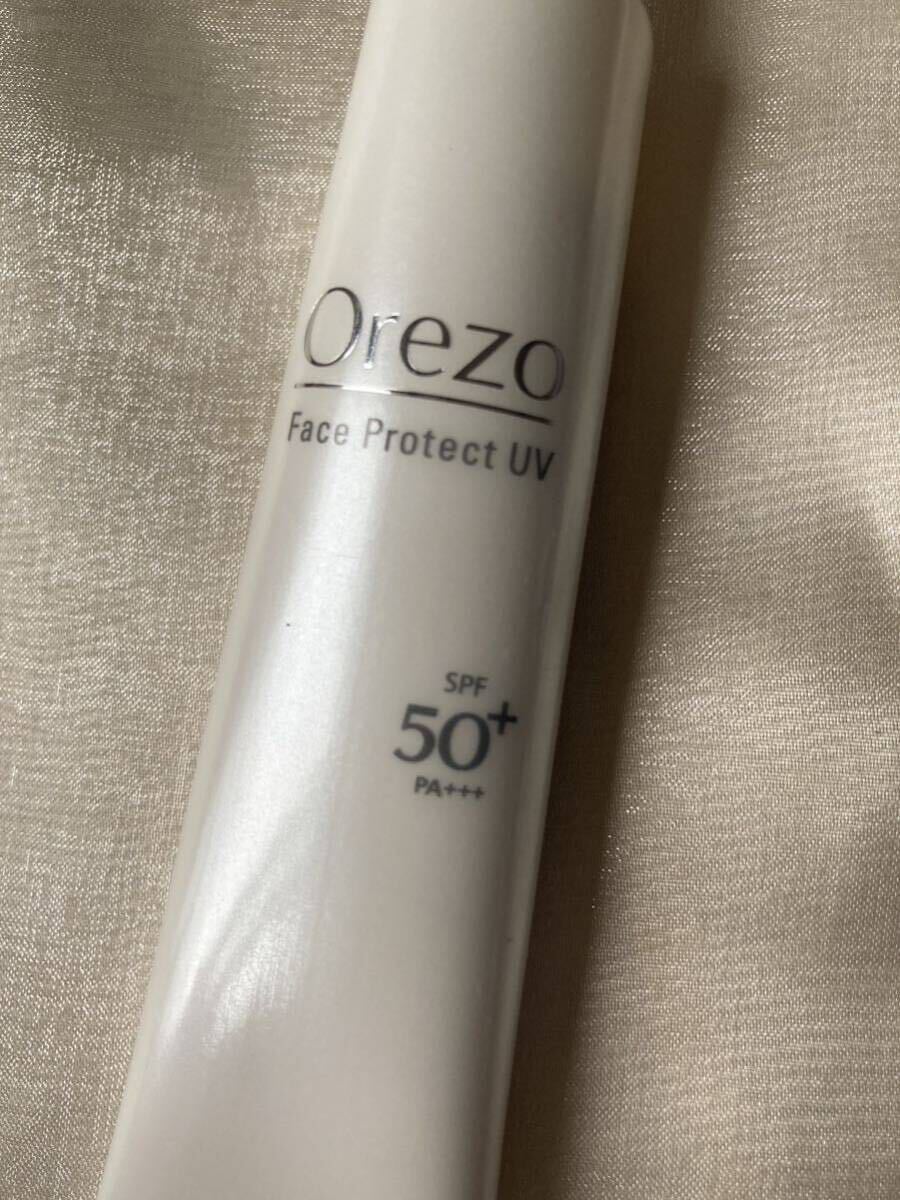 Orezo
Face Protect UV
SPF
50+
PA+++